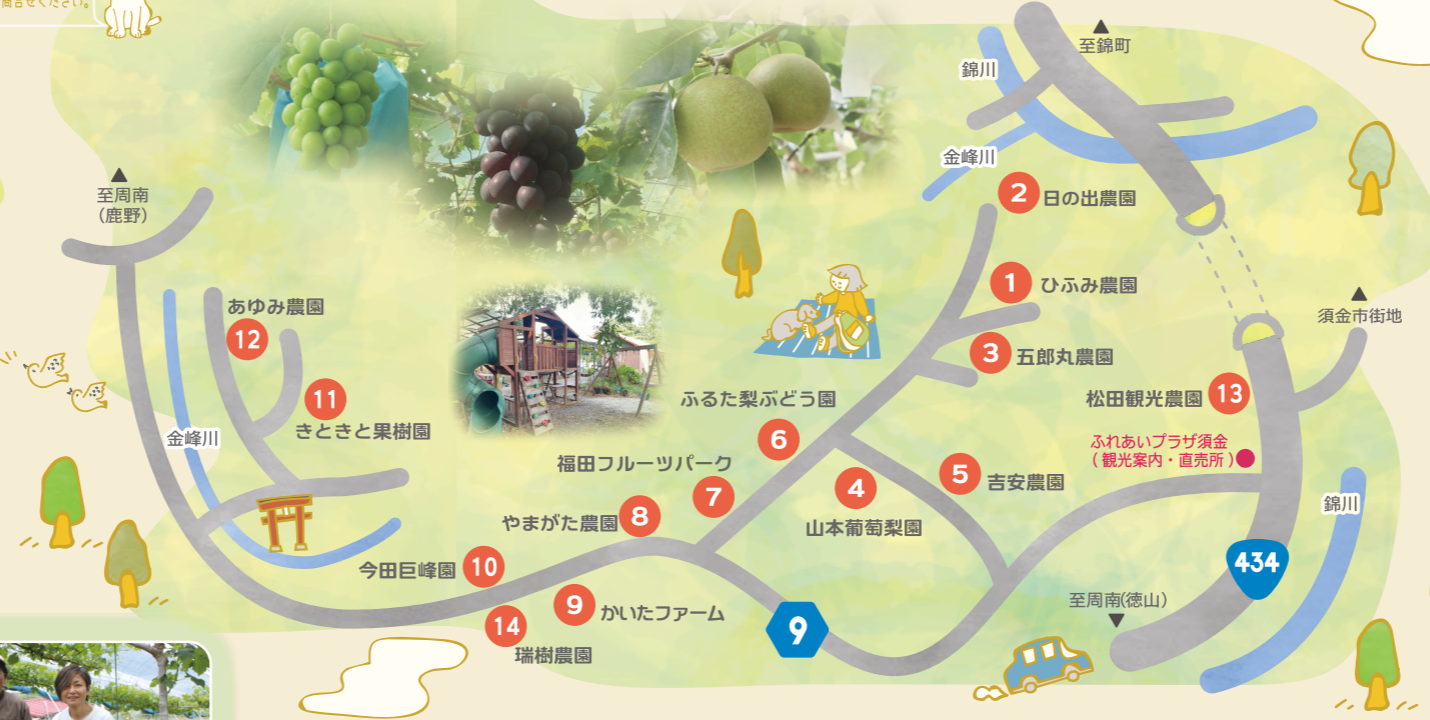 問合せください。
至錦町
錦川
金峰川
2
日の出農園
至周南
(鹿野)
1
ひふみ農園
あゆみ農園
12
須金市街地
3
五郎丸農園
松田観光農園
13
ふるた梨ぶどう園
6
11
きときと果樹園
金峰川
ふれあいプラザ須金
(観光案内・直売所)
福田フルーツパーク
7
4
山本葡萄梨園
5
吉安農園
やまがた農園
8
錦川
434
今田巨峰園
10
9
かいたファーム
14
瑞樹農園
9
至周南(徳山)